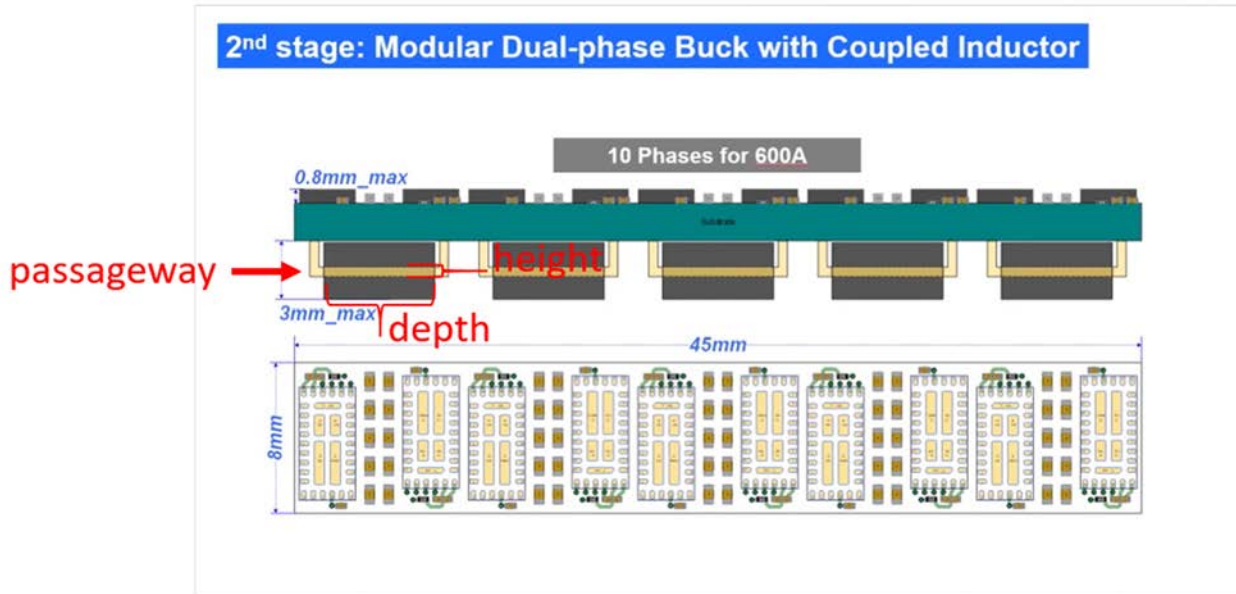 2nd stage: Modular Dual-phase Buck with Coupled Inductor
10 Phases for 600A
0.8mm_max
passageway
height
3mm_max
depth
45mm
8mm